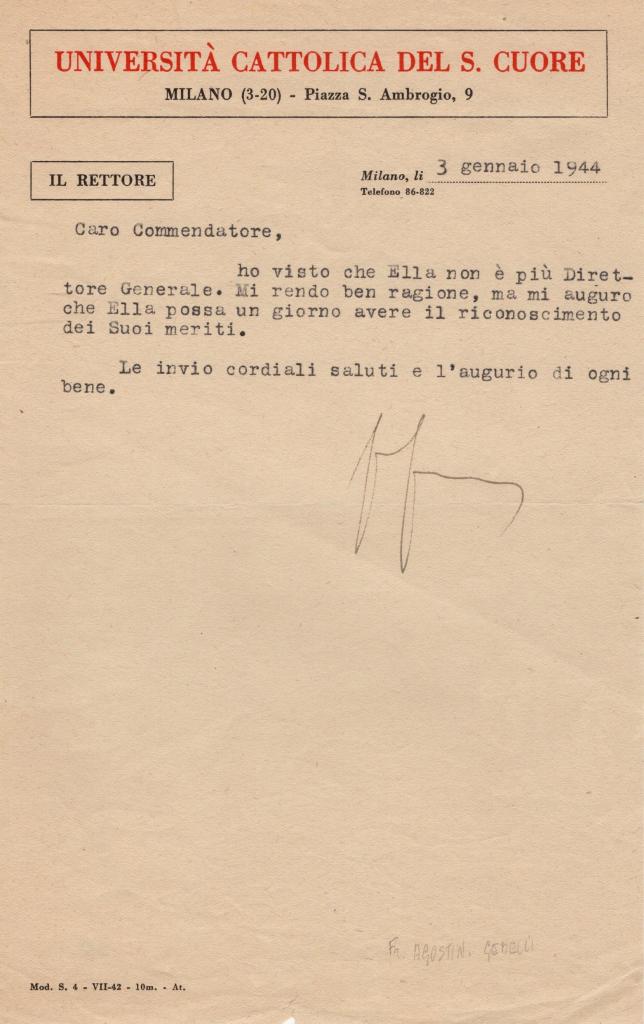 UNIVERSITÀ CATTOLICA DEL S. CUORE
MILANO (3-20) - Piazza S. Ambrogio, 9
IL RETTORE
Milano, li 3 gennaio 1944
Telefono 86-822
Caro Commendatore,
ho visto che Ella non è più Diret-
tore Generale. Mi rendo ben ragione, ma mi auguro
che Ella possa un giorno avere il riconoscimento
dei Suoi meriti.
Le invio cordiali saluti e l'augurio di ogni
bene.
Fr. AGOSTIN. GEMELLI
Mod. S. 4 - VII-42 - 10m. - At.